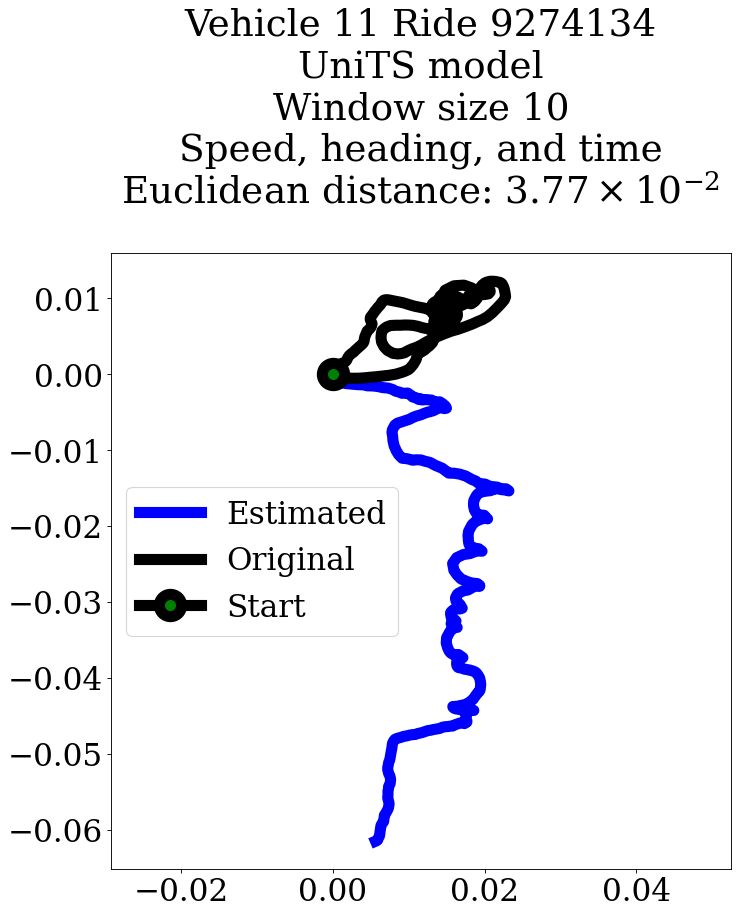 Vehicle 11 Ride 9274134
UniTS model
Window size 10
Speed, heading, and time
Euclidean distance: 3.77 × 10⁻²
0.01
0.00
−0.01
−0.02
−0.03
−0.04
−0.05
−0.06
Estimated
Original
Start
−0.02 0.00 0.02 0.04